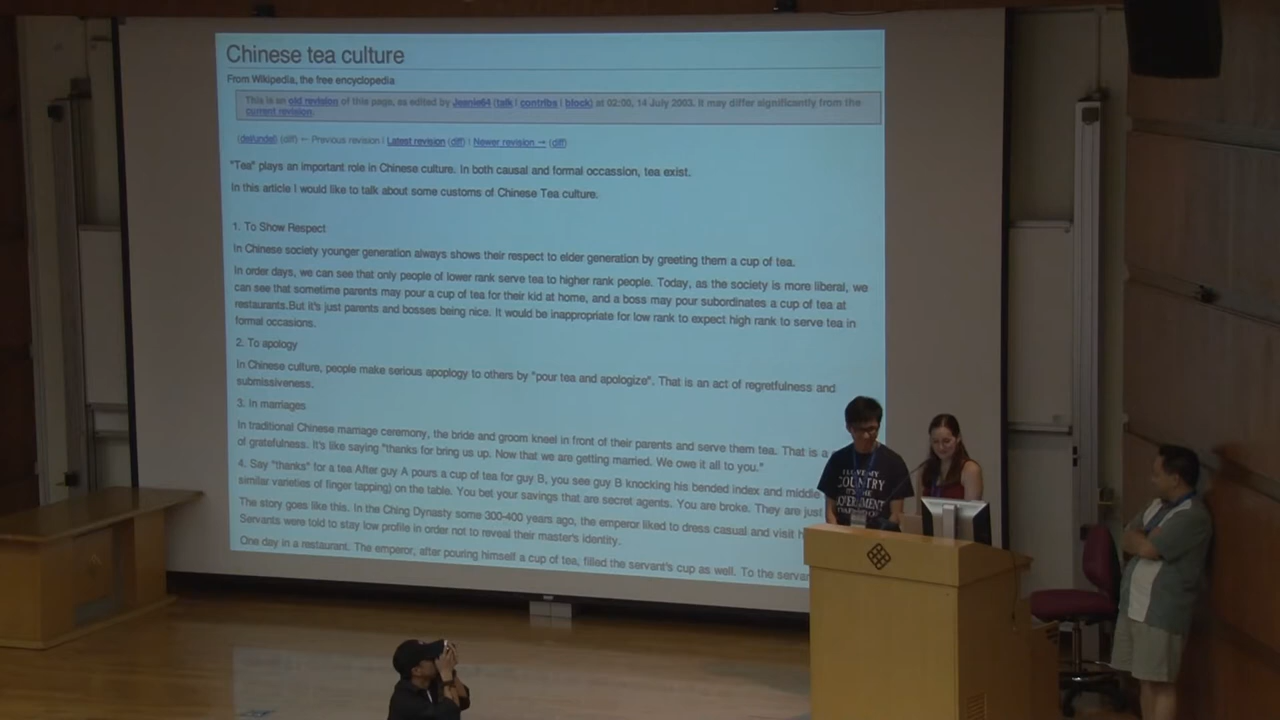 Chinese tea culture
From Wikipedia, the free encyclopedia
This is an old revision of this page, as edited by Jeanie64 (talk | contribs | block) at 02:00, 14 July 2003. It may differ significantly from the
current revision.
(del/undel) (diff) ← Previous revision | Latest revision (diff) | Newer revision → (diff)
"Tea" plays an important role in Chinese culture. In both causal and formal occassion, tea exist.
In this article I would like to talk about some customs of Chinese Tea culture.
1. To Show Respect
In Chinese society younger generation always shows their respect to elder generation by greeting them a cup of tea.
In order days, we can see that only people of lower rank serve tea to higher rank people. Today, as the society is more liberal, we
can see that sometime parents may pour a cup of tea for their kid at home, and a boss may pour subordinates a cup of tea at
restaurants.But it's just parents and bosses being nice. It would be inappropriate for low rank to expect high rank to serve tea in
formal occasions.
2. To apology
In Chinese culture, people make serious apoplogy to others by "pour tea and apologize". That is an act of regretfulness and
submissiveness.
3. In marriages
In traditional Chinese marriage ceremony, the bride and groom kneel in front of their parents and serve them tea. That is a
of gratefulness. It's like saying "thanks for bring us up. Now that we are getting married. We owe it all to you."
4. Say "thanks" for a tea After guy A pours a cup of tea for guy B, you see guy B knocking his bended index and middle
similar varieties of finger tapping) on the table. You bet your savings that are secret agents. You are broke. They are just
The story goes like this. In the Ching Dynasty some 300-400 years ago, the emperor liked to dress casual and visit
Servants were told to stay low profile in order not to reveal their master's identity.
One day in a restaurant. The emperor, after pouring himself a cup of tea, filled the servant's cup as well. To the
I LOVE MY
COUNTRY
IT'S THE
GOVERNMENT